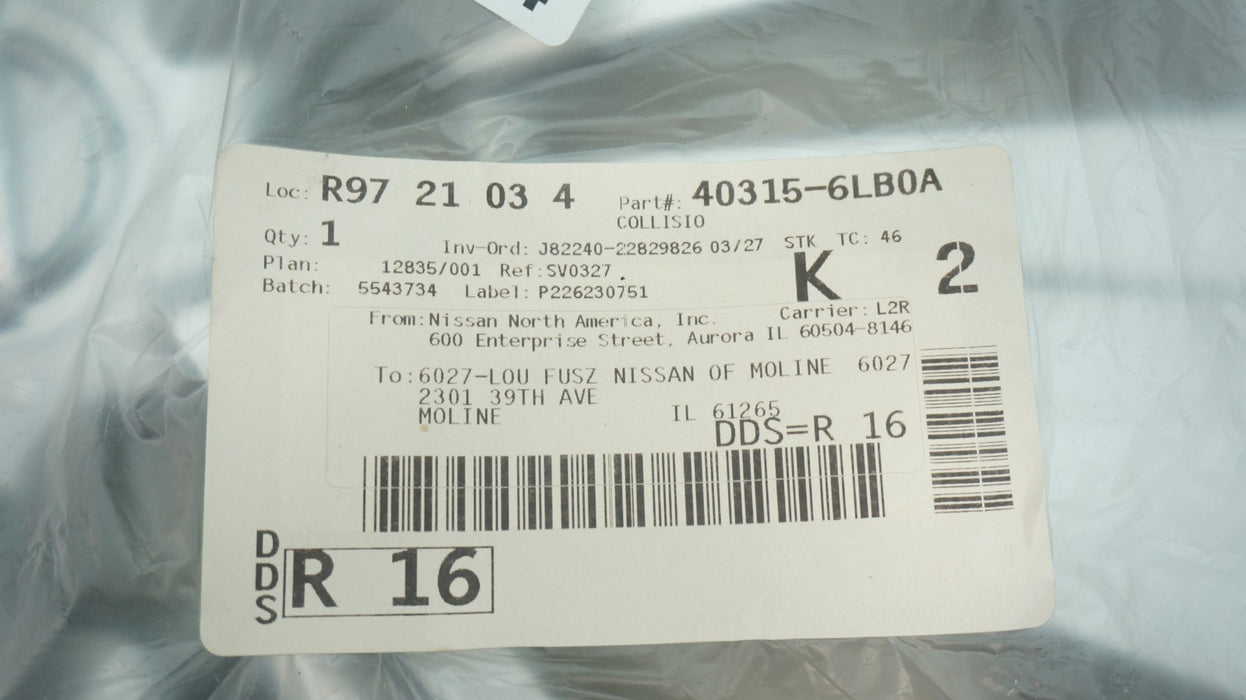 Loc: R97 21 03 4 Part#: 40315-6LB0A
COLLISIO
Qty: 1 Inv-Ord: J82240-22829826 03/27 STK TC: 46
Plan: 12835/001 Ref:SV0327 K 2
Batch: 5543734 Label: P226230751
From:Nissan North America, Inc. Carrier: L2R
600 Enterprise Street, Aurora IL 60504-8146
To:6027-LOU FUSZ NISSAN OF MOLINE 6027
2301 39TH AVE
MOLINE IL 61265
DDS=R 16
DDS R 16